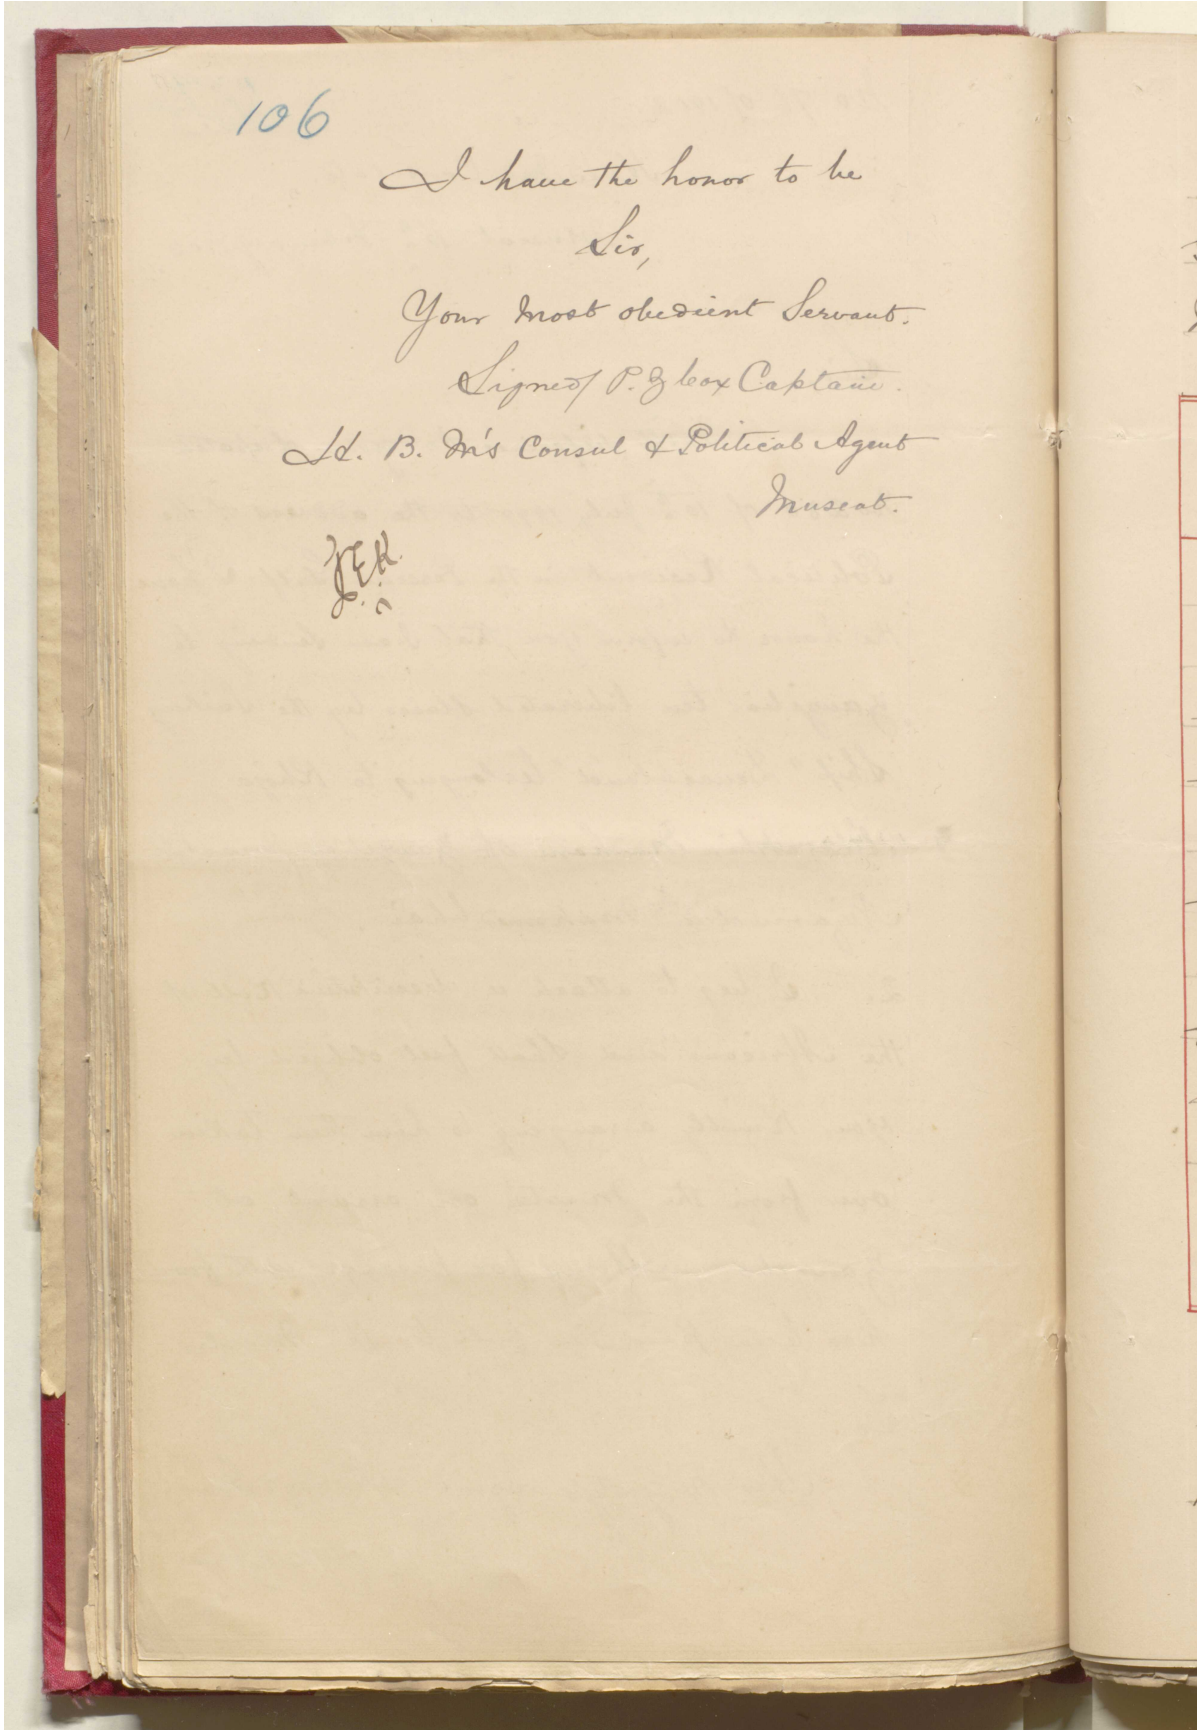 106
I have the honor to be
Sir,
Your most obedient Servant.
Signed/ P. Z Cox Captain.
H. B. M's Consul & Political Agent
Muscat.